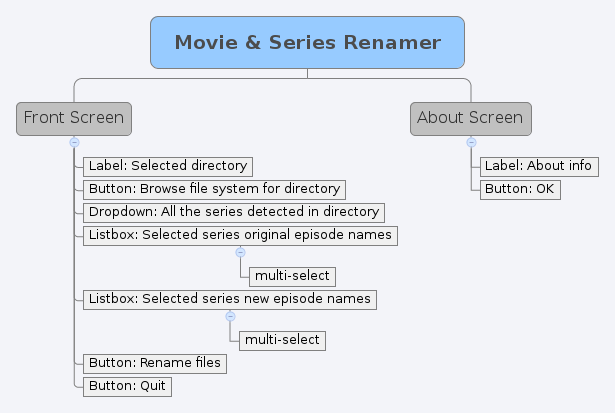 Movie & Series Renamer
Front Screen
Label: Selected directory
Button: Browse file system for directory
Dropdown: All the series detected in directory
Listbox: Selected series original episode names
multi-select
Listbox: Selected series new episode names
multi-select
Button: Rename files
Button: Quit
About Screen
Label: About info
Button: OK